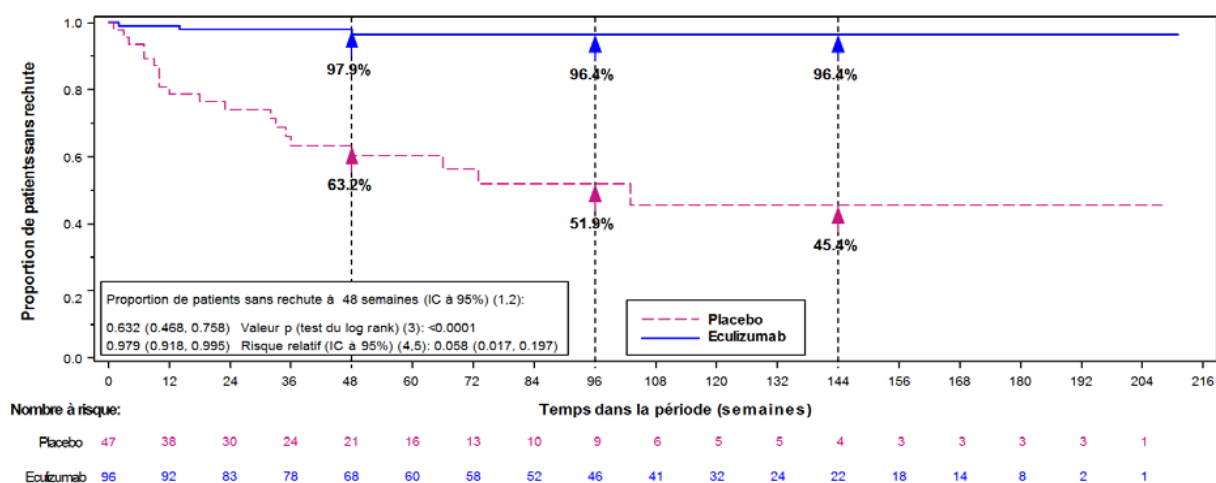 Proportion de patients sans rechute
1.0
0.8
0.6
0.4
0.2
0.0
97.9%
96.4%
96.4%
63.2%
51.9%
45.4%
Proportion de patients sans rechute à 48 semaines (IC à 95%) (1,2):
0.632 (0.468, 0.758) Valeur p (test du log rank) (3): <0.0001
0.979 (0.918, 0.995) Risque relatif (IC à 95%) (4,5): 0.058 (0.017, 0.197)
Placebo
Eculizumab
0 12 24 36 48 60 72 84 96 108 120 132 144 156 168 180 192 204 216
Nombre à risque:
Temps dans la période (semaines)
Placebo 47 38 30 24 21 16 13 10 9 6 5 5 4 3 3 3 3 1
Eculizumab 96 92 83 78 68 60 58 52 46 41 32 24 22 18 14 8 2 1